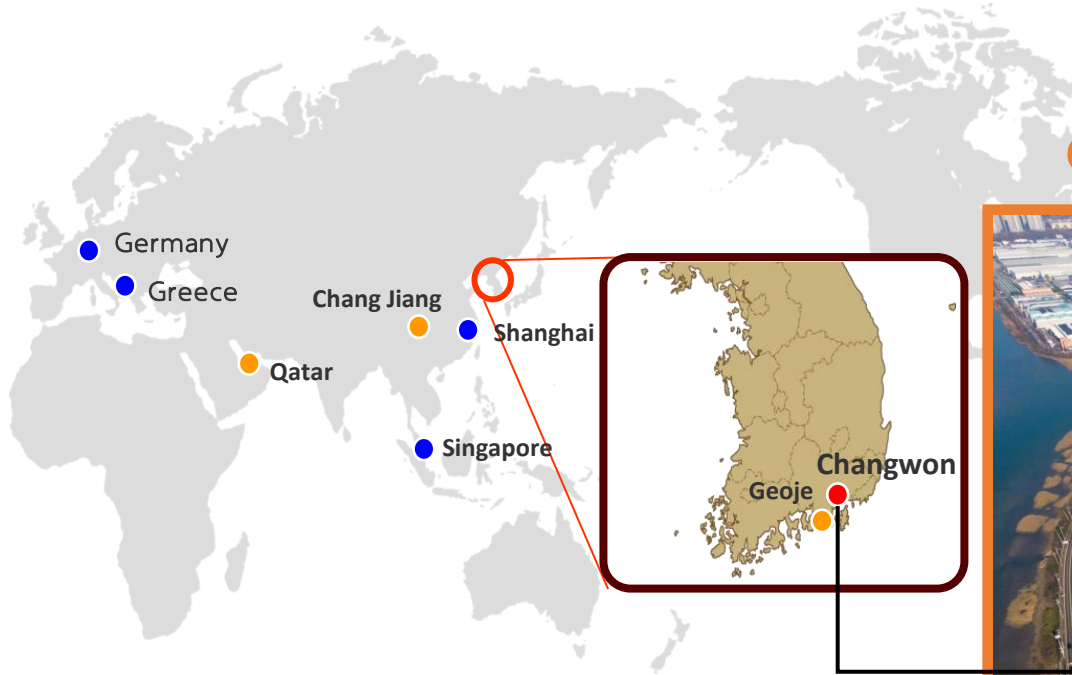 Germany
Greece
Chang Jiang
Shanghai
Qatar
Singapore
Changwon
Geoje